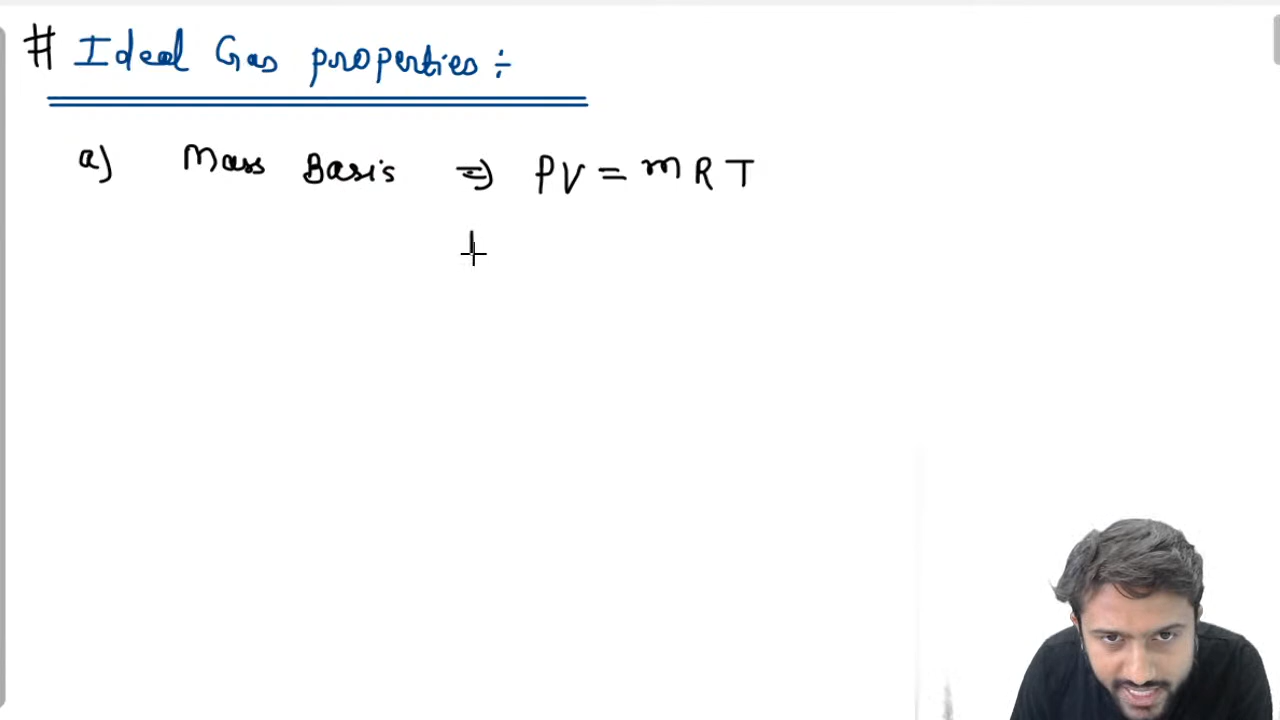 # Ideal Gas properties :-
a) Mass Basis ⇒ PV = mRT